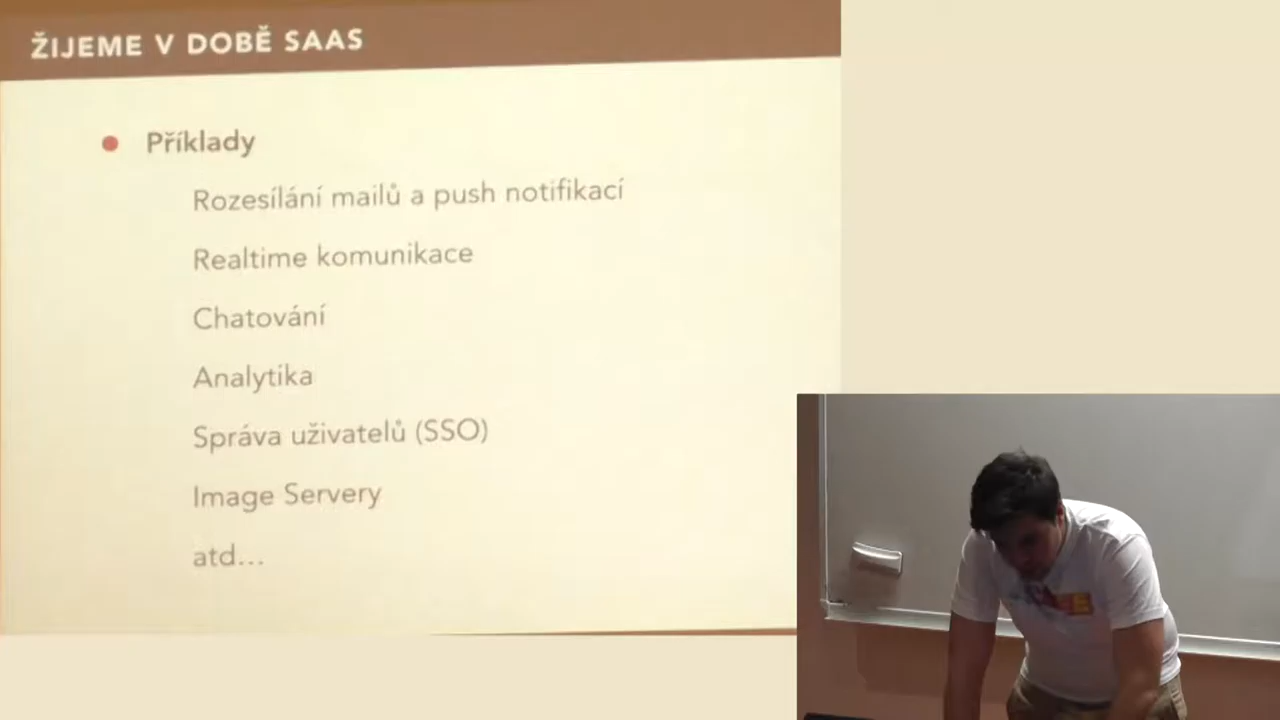 ŽIJEME V DOBĚ SAAS
Příklady
Rozesílání mailů a push notifikací
Realtime komunikace
Chatování
Analytika
Správa uživatelů (SSO)
Image Servery
atd...